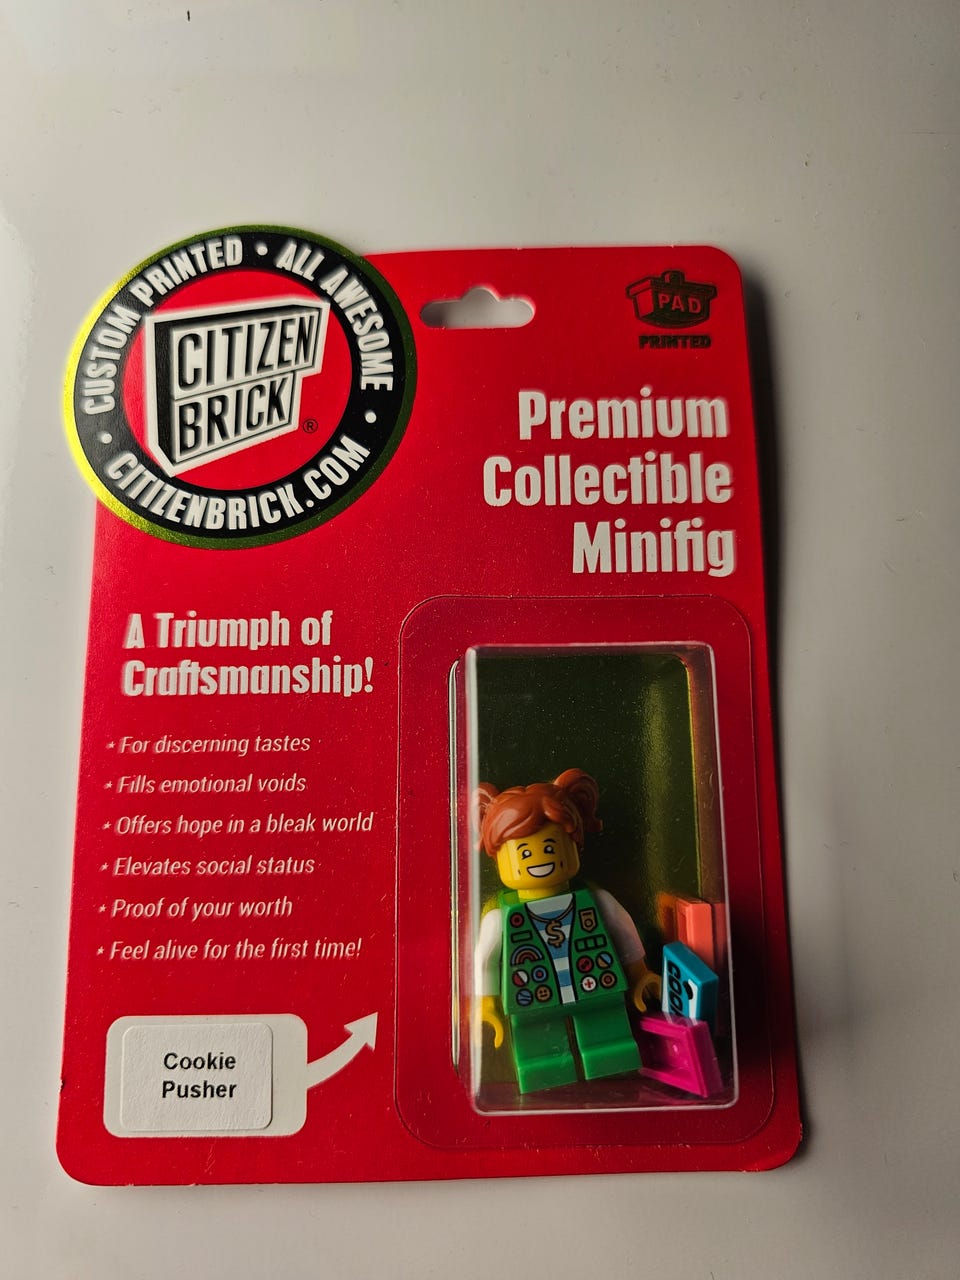 CUSTOM PRINTED • ALL AWESOME • CITIZENBRICK.COM •
CITIZEN
BRICK
®
PAD
PRINTED
Premium
Collectible
Minifig
A Triumph of
Craftsmanship!
* For discerning tastes
* Fills emotional voids
* Offers hope in a bleak world
* Elevates social status
* Proof of your worth
* Feel alive for the first time!
Cookie
Pusher
$